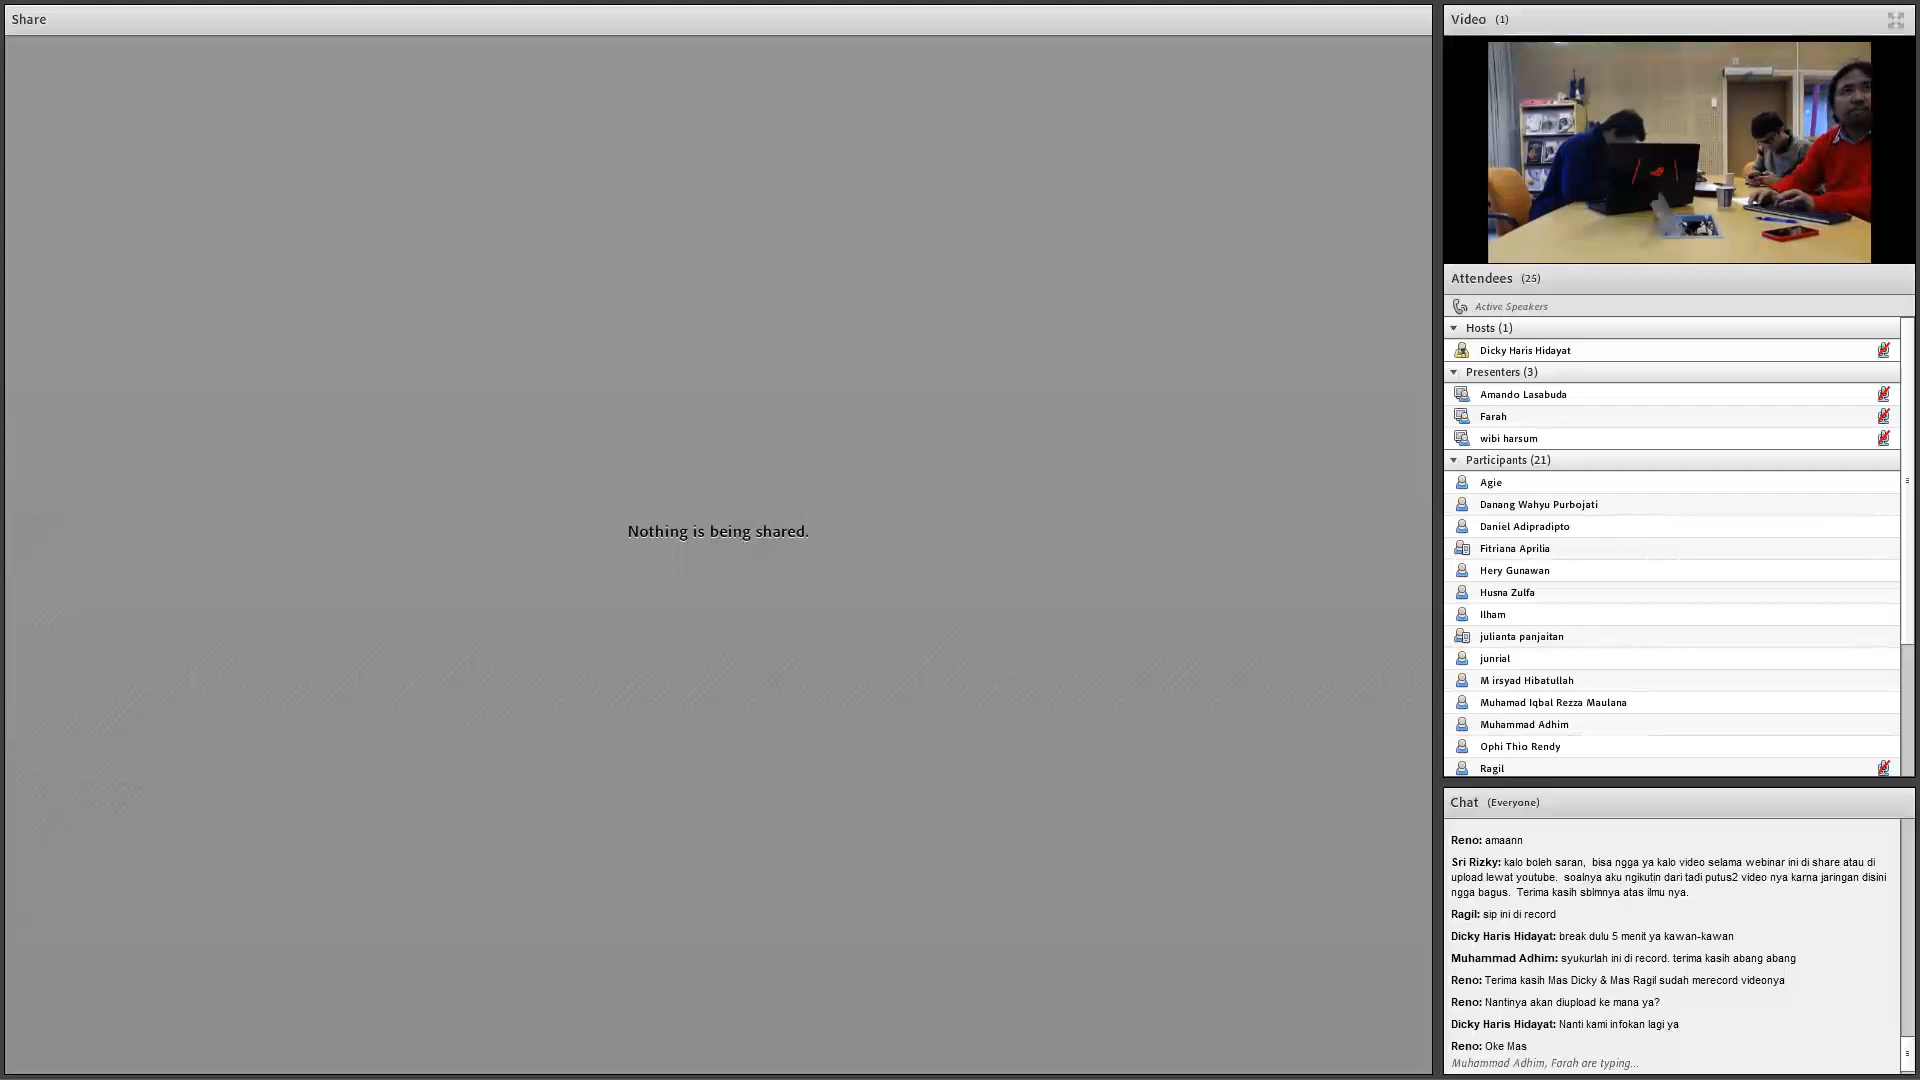 Share
Nothing is being shared.
Video (1)
Attendees (25)
Active Speakers
Hosts (1)
Dicky Haris Hidayat
Presenters (3)
Amando Lasabuda
Farah
wibi harsum
Participants (21)
Agie
Danang Wahyu Purbojati
Daniel Adipradipto
Fitriana Aprilia
Hery Gunawan
Husna Zulfa
Ilham
julianta panjaitan
junrial
M irsyad Hibatullah
Muhamad Iqbal Rezza Maulana
Muhammad Adhim
Ophi Thio Rendy
Ragil
Chat (Everyone)
Reno: amaann
Sri Rizky: kalo boleh saran, bisa ngga ya kalo video selama webinar ini di share atau di
upload lewat youtube. soalnya aku ngikutin dari tadi putus2 video nya karna jaringan disini
ngga bagus. Terima kasih sblmnya atas ilmu nya.
Ragil: sip ini di record
Dicky Haris Hidayat: break dulu 5 menit ya kawan-kawan
Muhammad Adhim: syukurlah ini di record. terima kasih abang abang
Reno: Terima kasih Mas Dicky & Mas Ragil sudah merecord videonya
Reno: Nantinya akan diupload ke mana ya?
Dicky Haris Hidayat: Nanti kami infokan lagi ya
Reno: Oke Mas
Muhammad Adhim, Farah are typing...